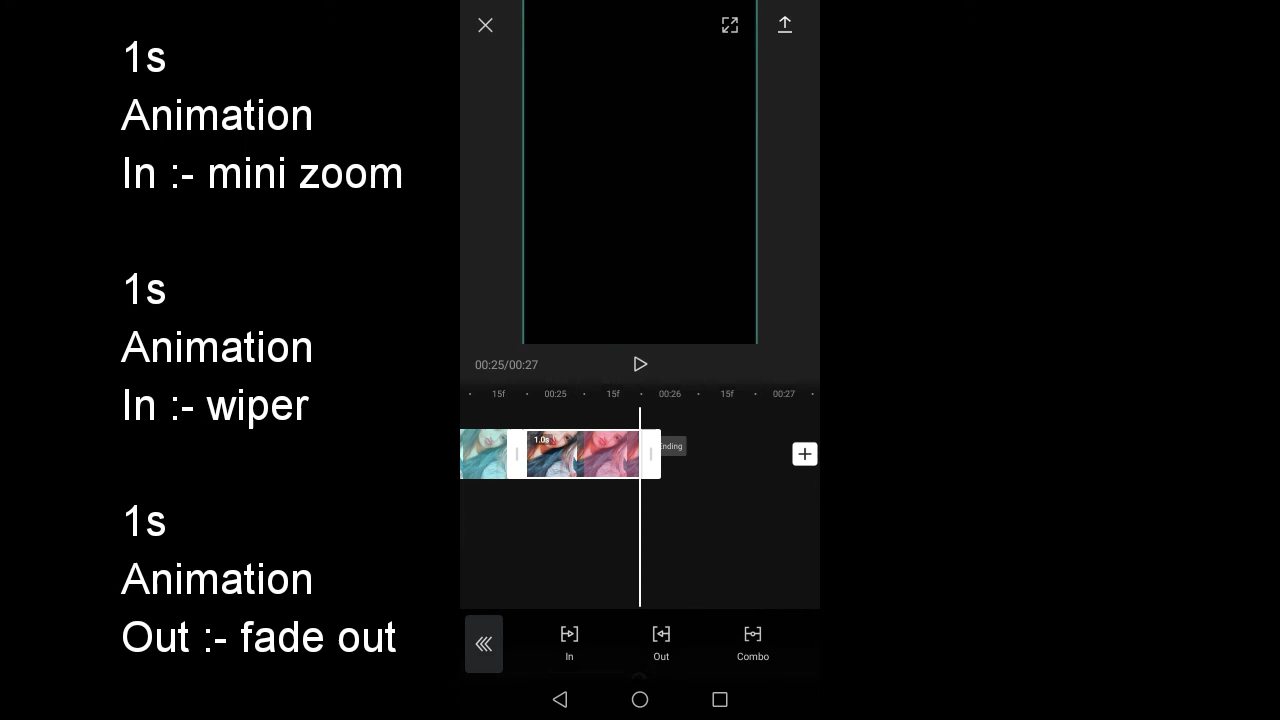 1s
Animation
In :- mini zoom
1s
Animation
In :- wiper
1s
Animation
Out :- fade out
00:25/00:27
15f 00:25 15f 00:26 15f 00:27
1.0s
Ending
In Out Combo